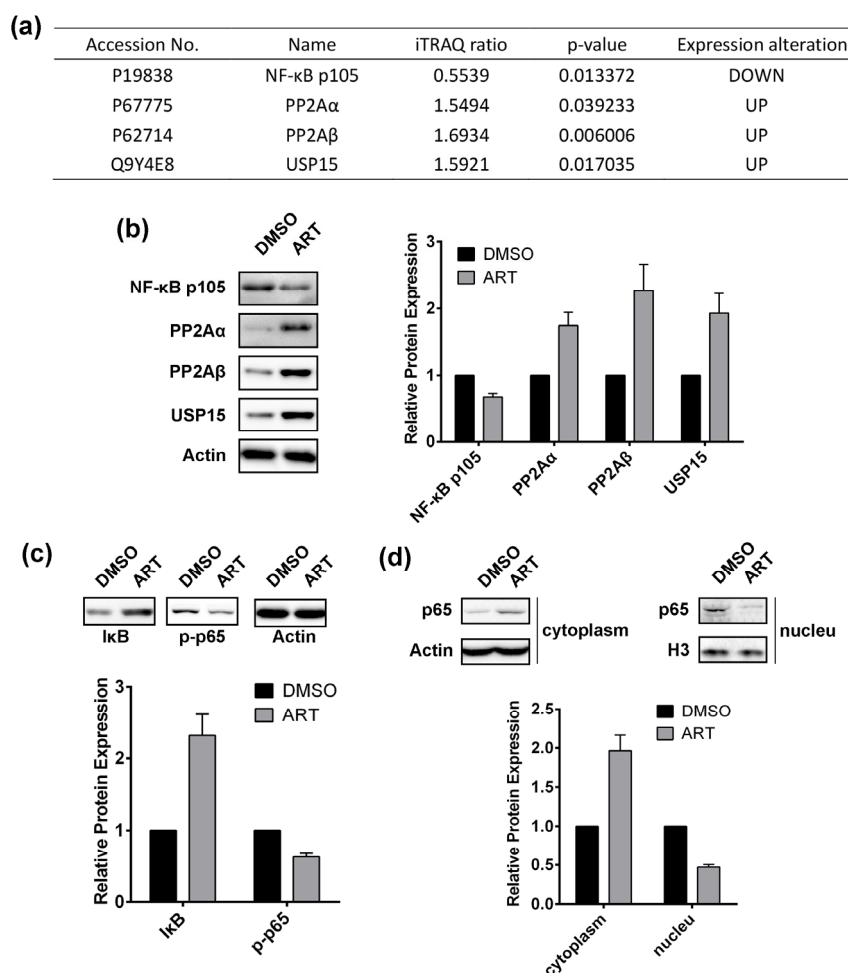 (a)
Accession No. Name iTRAQ ratio p-value Expression alteration
P19838 NF-κB p105 0.5539 0.013372 DOWN
P67775 PP2Aα 1.5494 0.039233 UP
P62714 PP2Aβ 1.6934 0.006006 UP
Q9Y4E8 USP15 1.5921 0.017035 UP
(b)
DMSO ART
NF-κB p105
PP2Aα
PP2Aβ
USP15
Actin
Relative Protein Expression
3
2
1
0
DMSO
ART
NF-κB p105 PP2Aα PP2Aβ USP15
(c)
DMSO ART DMSO ART DMSO ART
IκB p-p65 Actin
Relative Protein Expression
3
2
1
0
DMSO
ART
IκB p-p65
(d)
DMSO ART
p65
Actin
cytoplasm
DMSO ART
p65
H3
nucleu
Relative Protein Expression
2.5
2.0
1.5
1.0
0.5
0.0
DMSO
ART
cytoplasm nucleu